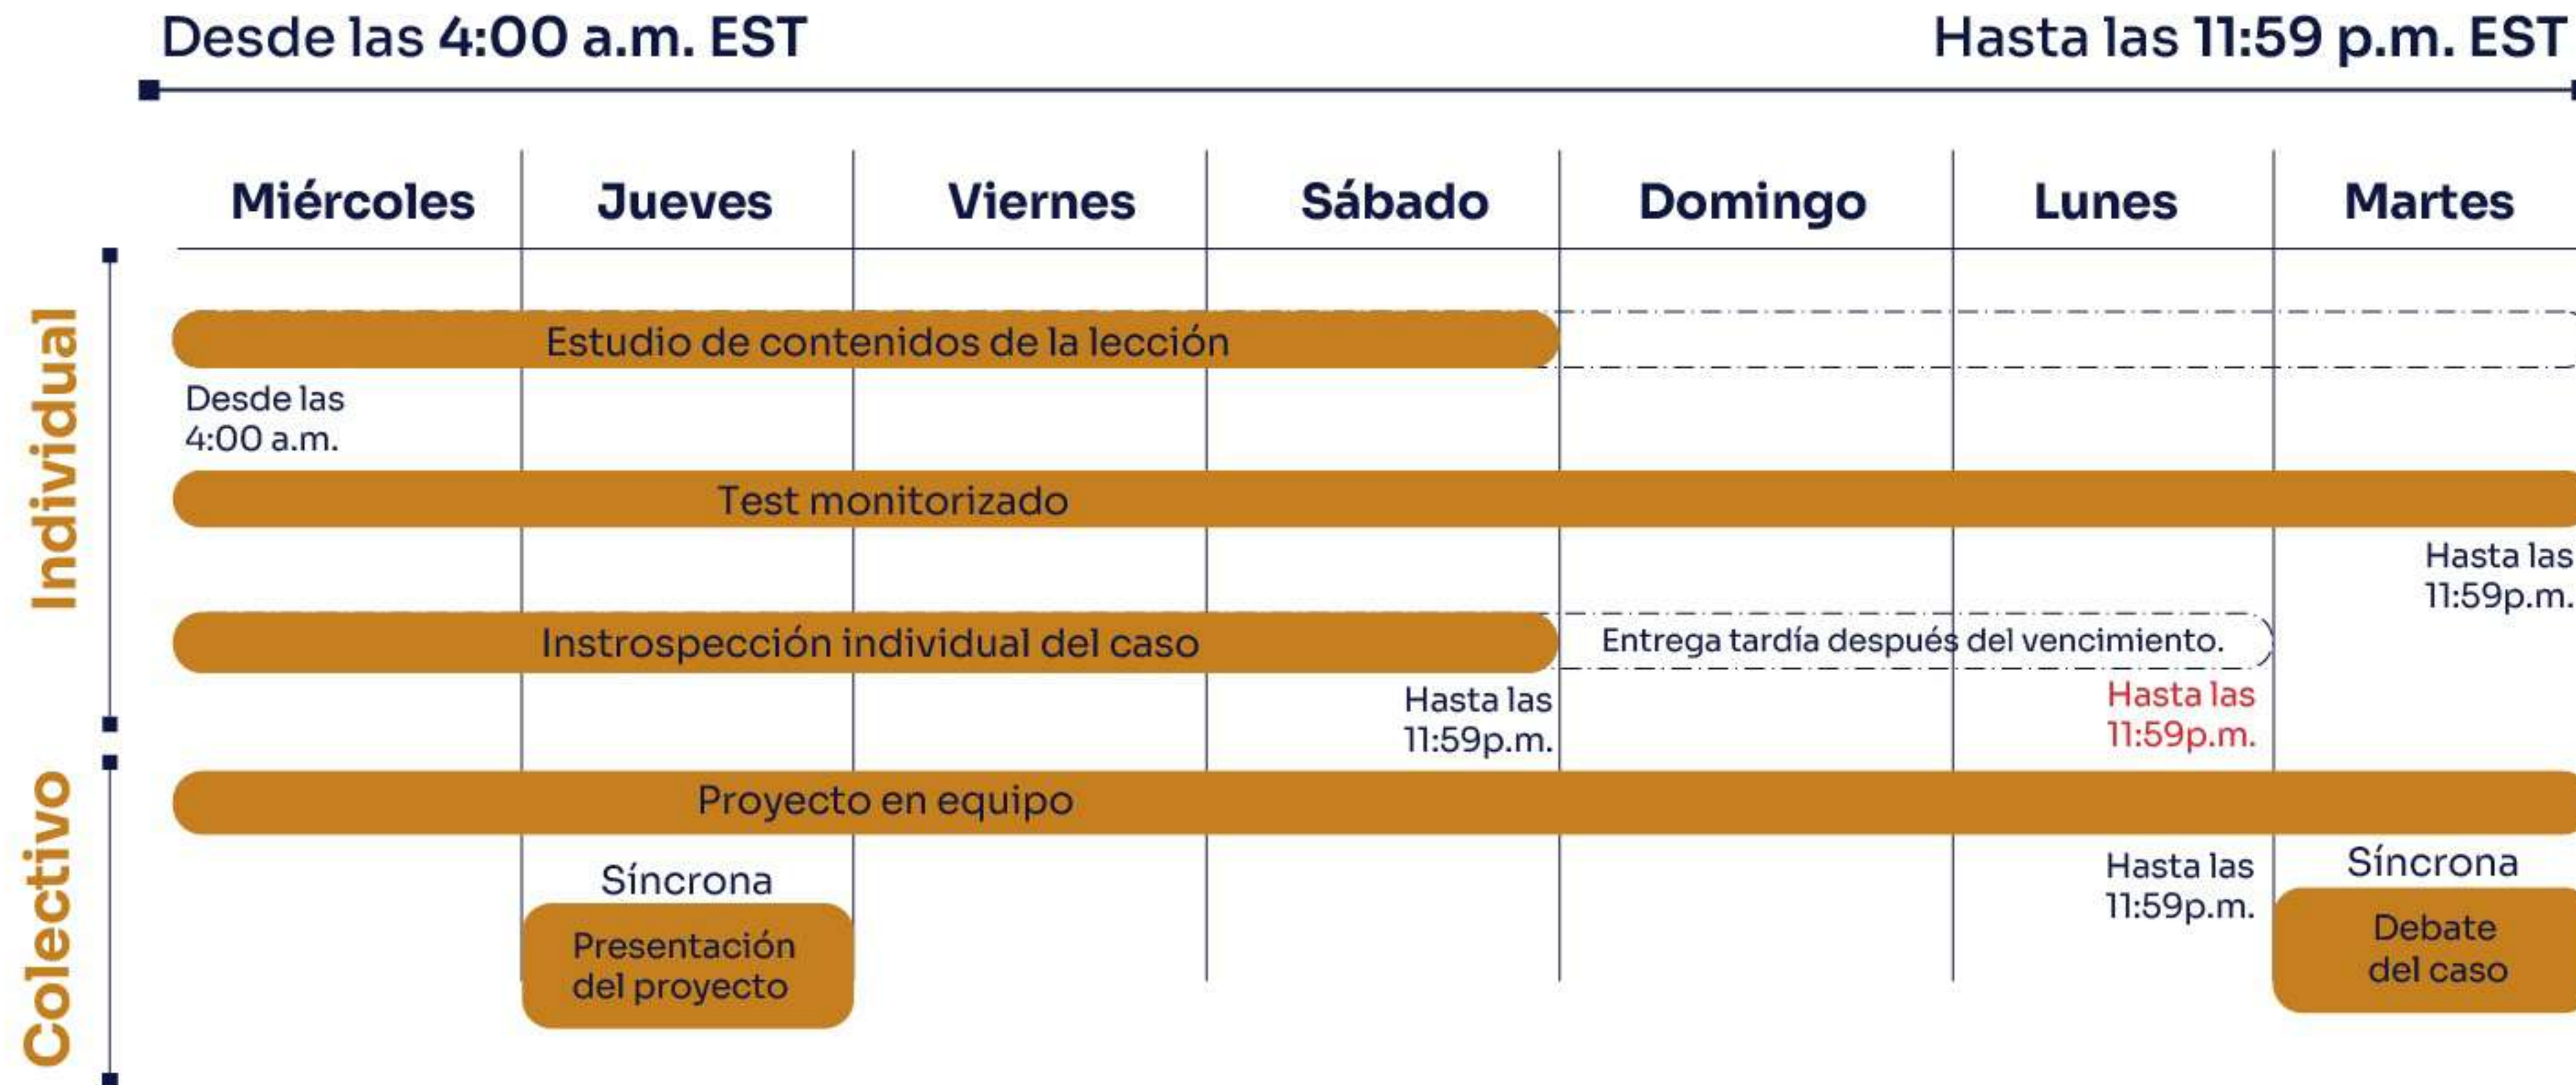 Desde las 4:00 a.m. EST
Hasta las 11:59 p.m. EST
Miércoles
Jueves
Viernes
Sábado
Domingo
Lunes
Martes
Individual
Estudio de contenidos de la lección
Desde las
4:00 a.m.
Test monitorizado
Hasta las
11:59p.m.
Instrospección individual del caso
Entrega tardía después del vencimiento.
Hasta las
11:59p.m.
Hasta las
11:59p.m.
Colectivo
Proyecto en equipo
Síncrona
Presentación
del proyecto
Hasta las
11:59p.m.
Síncrona
Debate
del caso